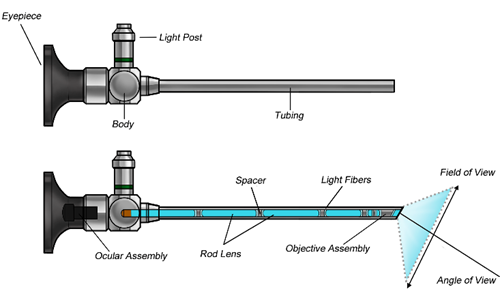 Eyepiece
Light Post
Body
Tubing
Spacer
Light Fibers
Field of View
Ocular Assembly
Rod Lens
Objective Assembly
Angle of View